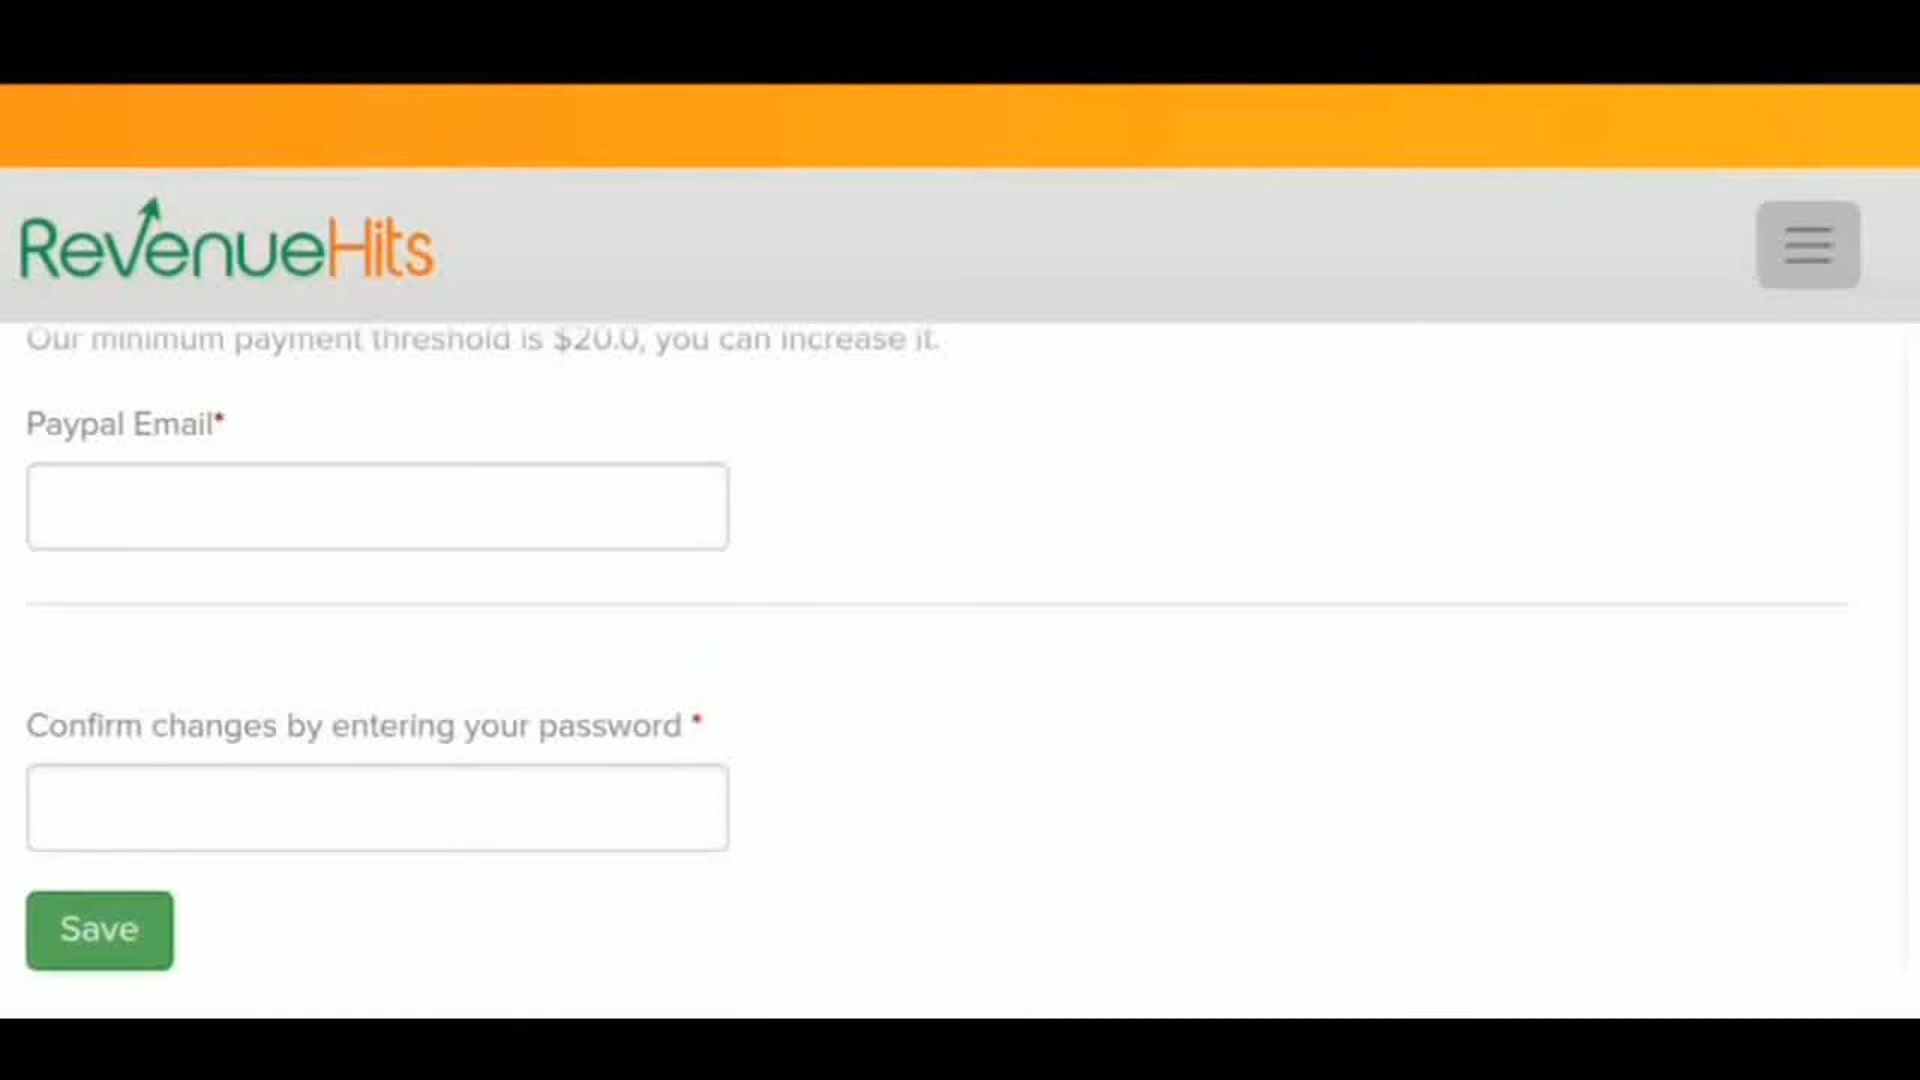 RevenueHits
Our minimum payment threshold is $20.0, you can increase it.
Paypal Email*
Confirm changes by entering your password *
Save